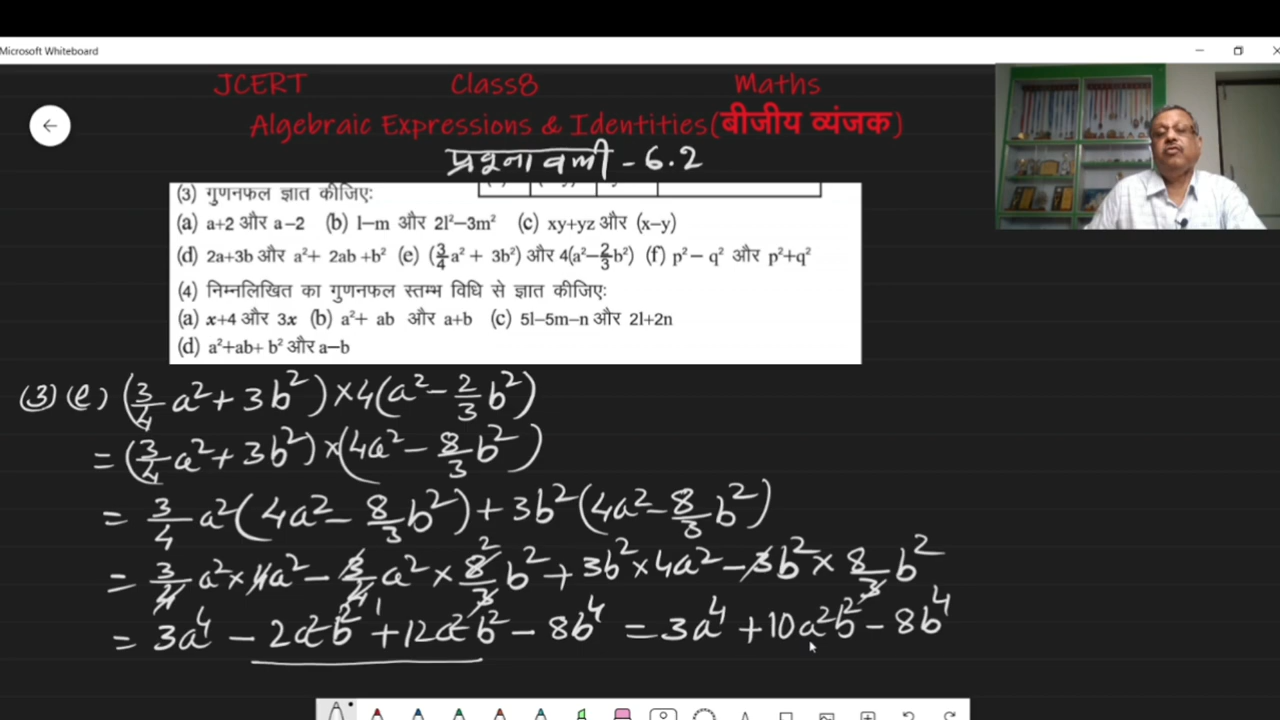 Microsoft Whiteboard
JCERT Class8 Maths
Algebraic Expressions & Identities(बीजीय व्यंजक)
प्रश्नावली - 6.2
(3) गुणनफल ज्ञात कीजिए:
(a) a+2 और a−2 (b) l−m और 2l²−3m² (c) xy+yz और (x−y)
(d) 2a+3b और a²+ 2ab +b² (e) (3/4 a² + 3b²) और 4(a²−2/3 b²) (f) p²− q² और p²+q²
(4) निम्नलिखित का गुणनफल स्तम्भ विधि से ज्ञात कीजिए:
(a) x+4 और 3x (b) a²+ ab और a+b (c) 5l−5m−n और 2l+2n
(d) a²+ab+ b² और a−b
(3) (e) (3/4 a² + 3b²) × 4(a² − 2/3 b²)
= (3/4 a² + 3b²) × (4a² − 8/3 b²)
= 3/4 a² (4a² − 8/3 b²) + 3b² (4a² − 8/3 b²)
= 3/4 a² × 4a² − 3/4 a² × 8/3 b² + 3b² × 4a² − 3b² × 8/3 b²
= 3a⁴ − 2a²b² + 12a²b² − 8b⁴ = 3a⁴ + 10a²b² − 8b⁴